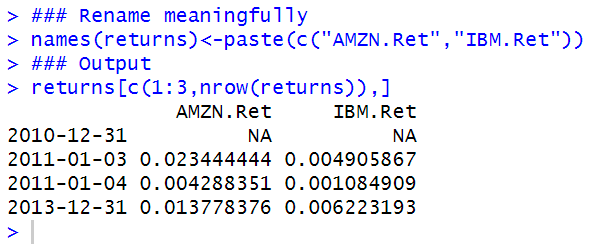 > ### Rename meaningfully
> names(returns)<-paste(c("AMZN.Ret","IBM.Ret"))
> ### Output
> returns[c(1:3,nrow(returns)),]
              AMZN.Ret     IBM.Ret
2010-12-31          NA          NA
2011-01-03 0.023444444 0.004905867
2011-01-04 0.004288351 0.001084909
2013-12-31 0.013778376 0.006223193
>